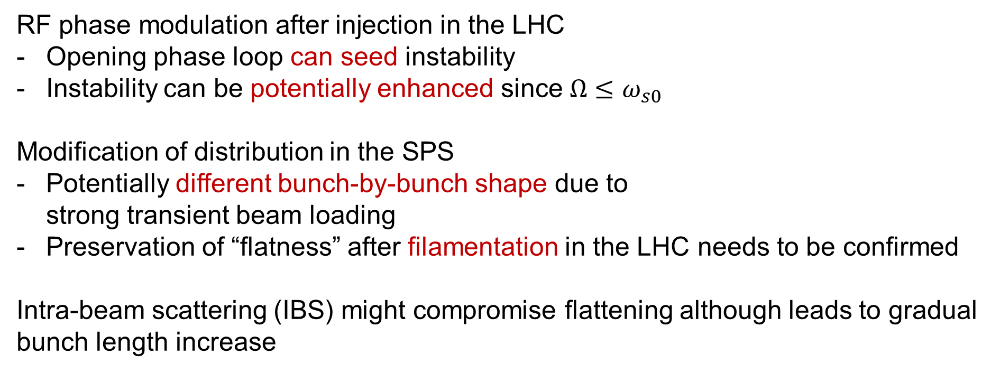 RF phase modulation after injection in the LHC
- Opening phase loop can seed instability
- Instability can be potentially enhanced since Ω ≤ ω_{s0}
Modification of distribution in the SPS
- Potentially different bunch-by-bunch shape due to
strong transient beam loading
- Preservation of “flatness” after filamentation in the LHC needs to be confirmed
Intra-beam scattering (IBS) might compromise flattening although leads to gradual
bunch length increase